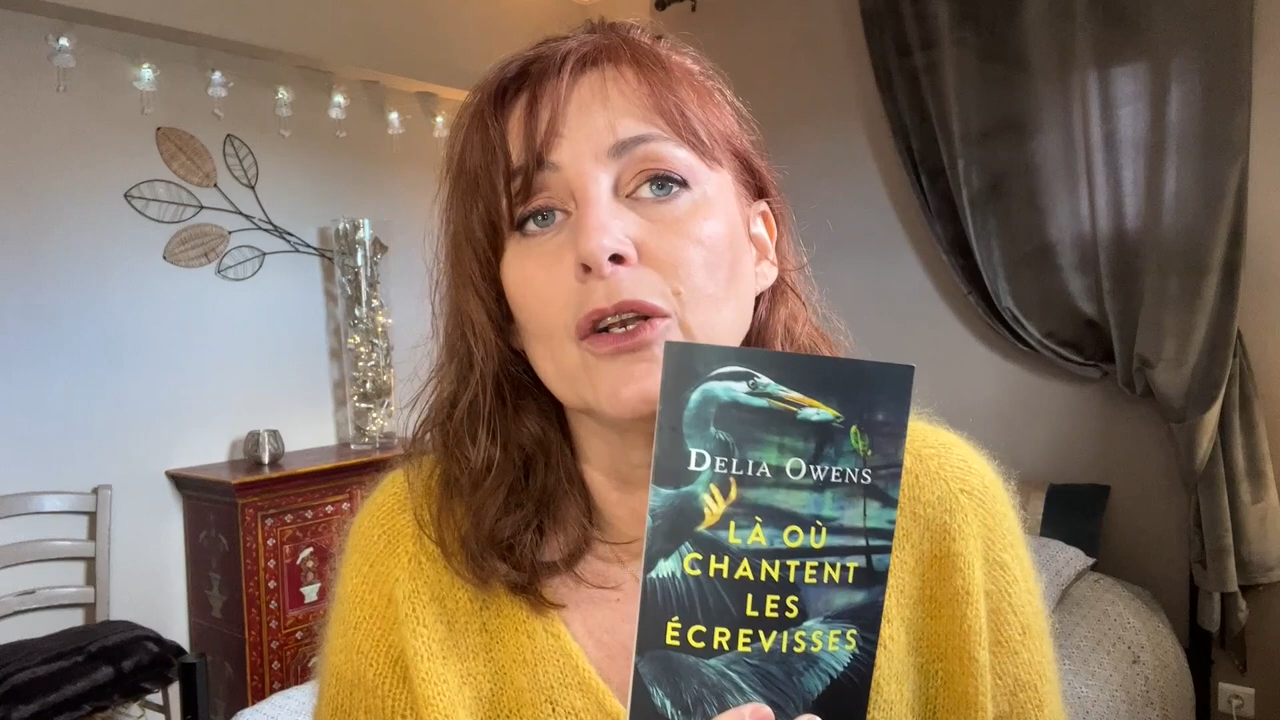 DELIA OWENS
LÀ OÙ
CHANTENT
LES
ÉCREVISSES